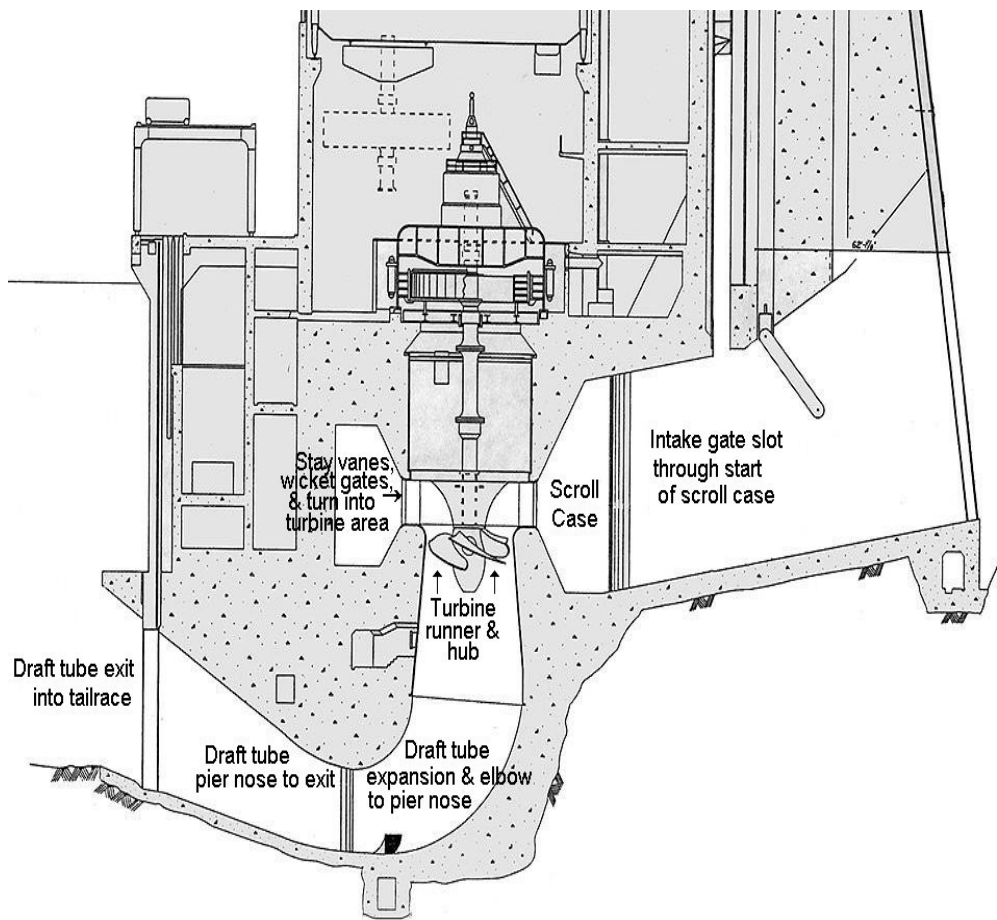 Stay vanes,
wicket gates,
& turn into
turbine area
Scroll
Case
Intake gate slot
through start
of scroll case
Turbine
runner &
hub
Draft tube exit
into tailrace
Draft tube
pier nose to exit
Draft tube
expansion & elbow
to pier nose